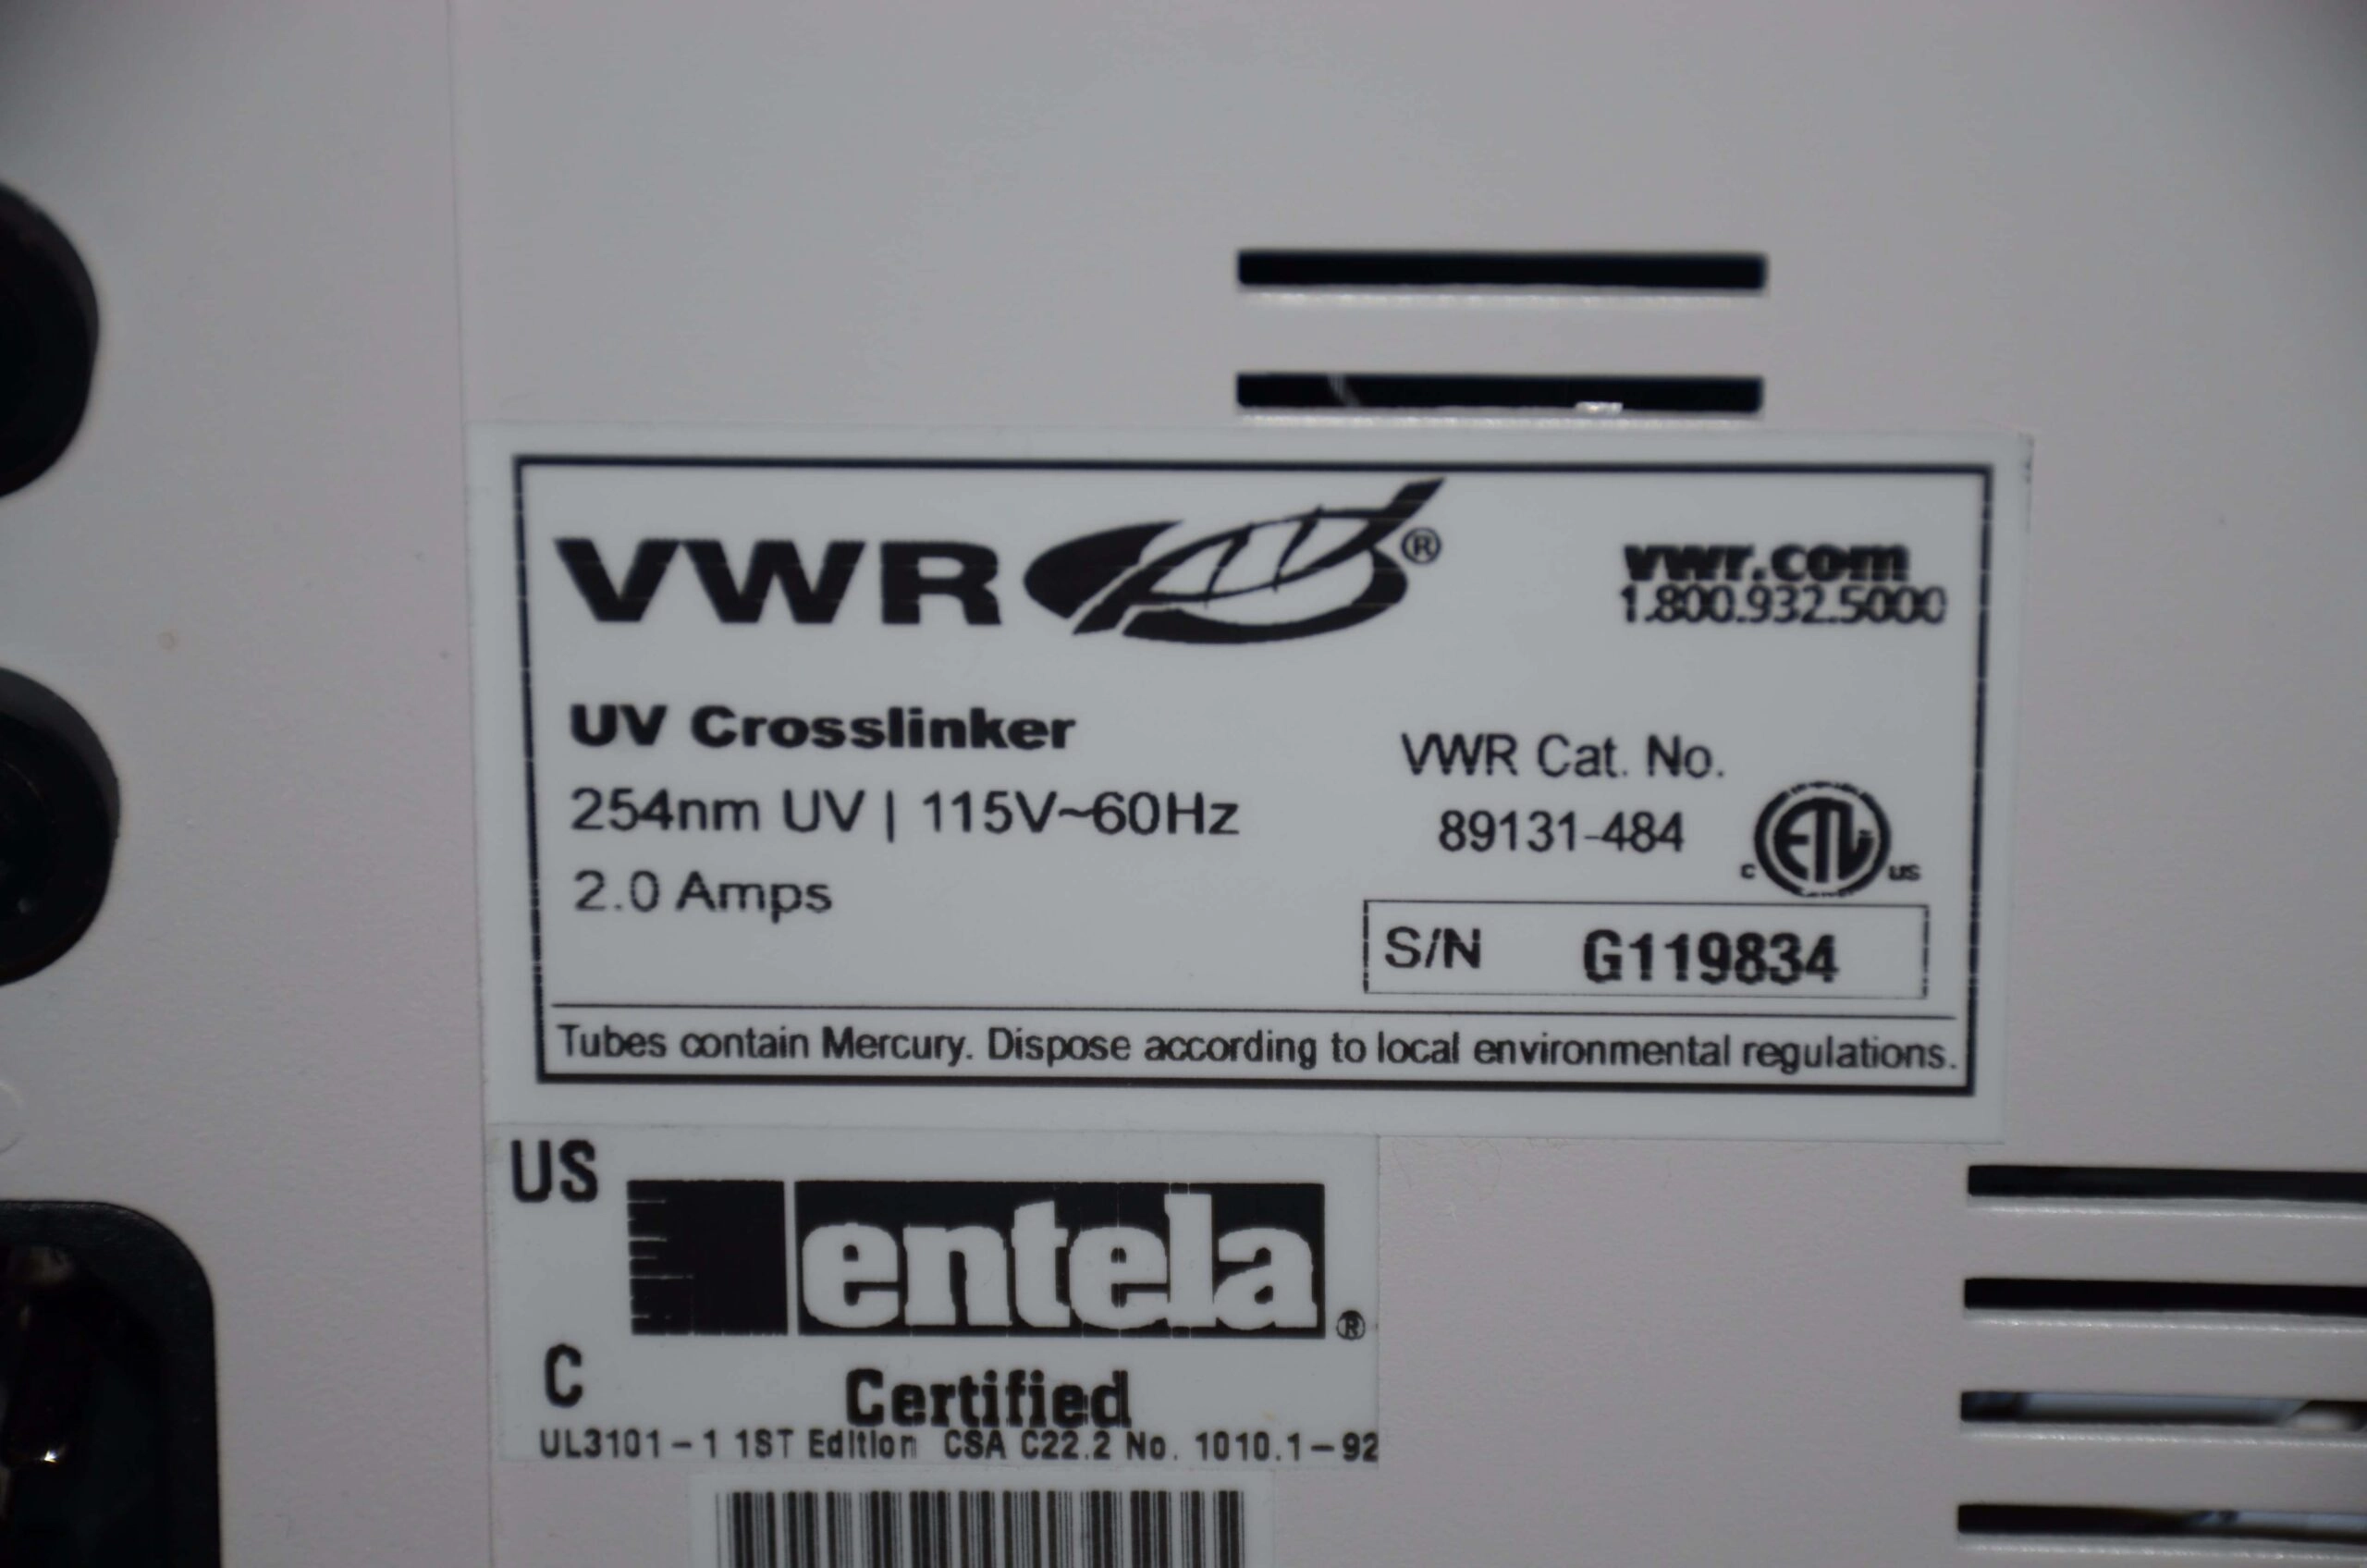 VWR®
vwr.com
1.800.932.5000
UV Crosslinker
254nm UV | 115V~60Hz
2.0 Amps
VWR Cat. No.
89131-484
C ETL US
S/N G119834
Tubes contain Mercury. Dispose according to local environmental regulations.
US
entela®
C
Certified
UL3101-1 1ST Edition CSA C22.2 No. 1010.1-92